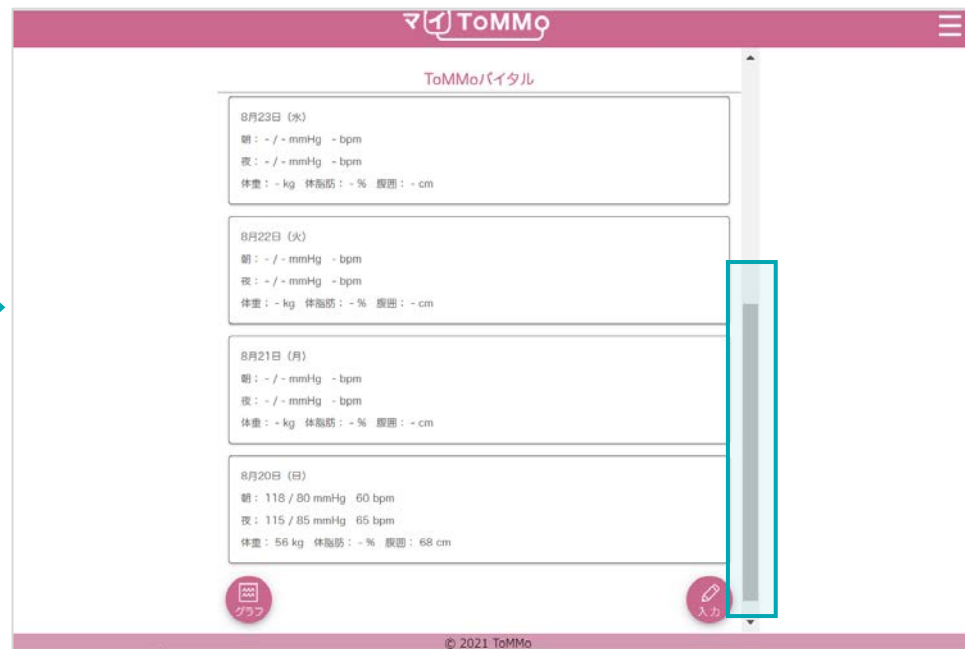 マイToMMo
ToMMoバイタル
8月23日（水）
朝： - / - mmHg - bpm
夜： - / - mmHg - bpm
体重： - kg 体脂肪： - % 腹囲： - cm
8月22日（火）
朝： - / - mmHg - bpm
夜： - / - mmHg - bpm
体重： - kg 体脂肪： - % 腹囲： - cm
8月21日（月）
朝： - / - mmHg - bpm
夜： - / - mmHg - bpm
体重： - kg 体脂肪： - % 腹囲： - cm
8月20日（日）
朝： 118 / 80 mmHg 60 bpm
夜： 115 / 85 mmHg 65 bpm
体重： 56 kg 体脂肪： - % 腹囲： 68 cm
グラフ
入力
© 2021 ToMMo